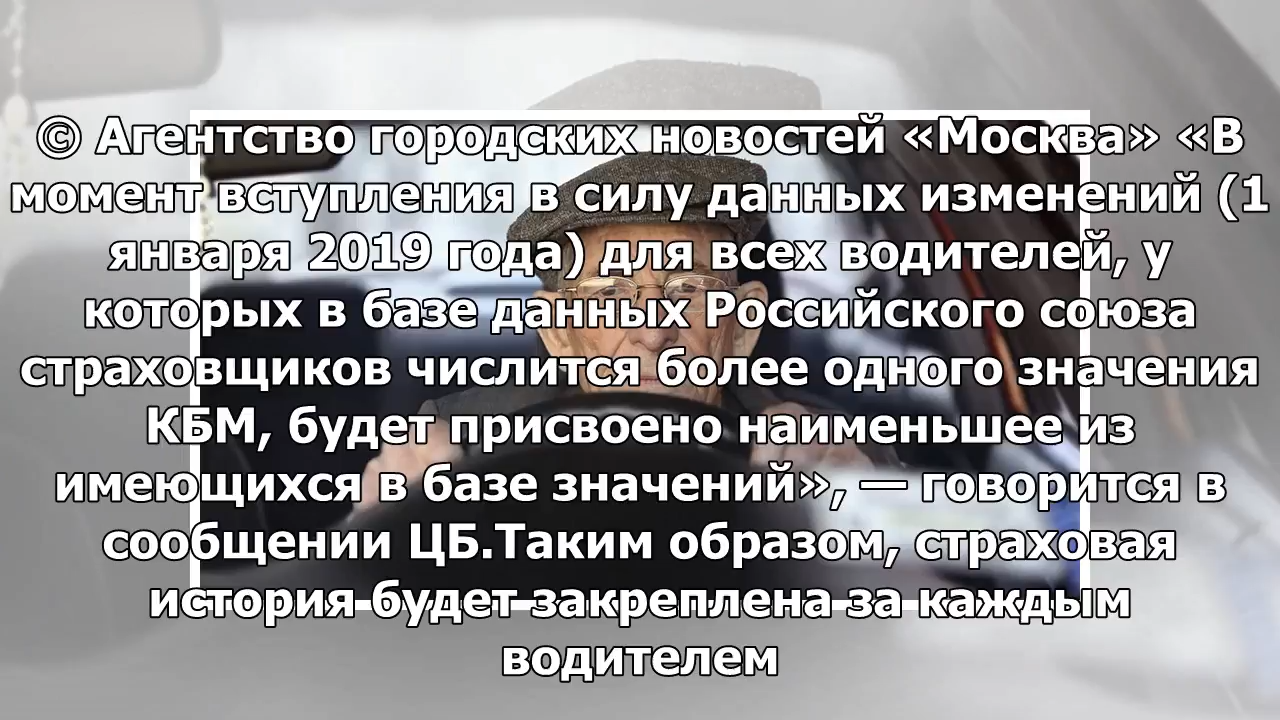 © Агентство городских новостей «Москва» «В
момент вступления в силу данных изменений (1
января 2019 года) для всех водителей, у
которых в базе данных Российского союза
страховщиков числится более одного значения
КБМ, будет присвоено наименьшее из
имеющихся в базе значений», — говорится в
сообщении ЦБ.Таким образом, страховая
история будет закреплена за каждым
водителем